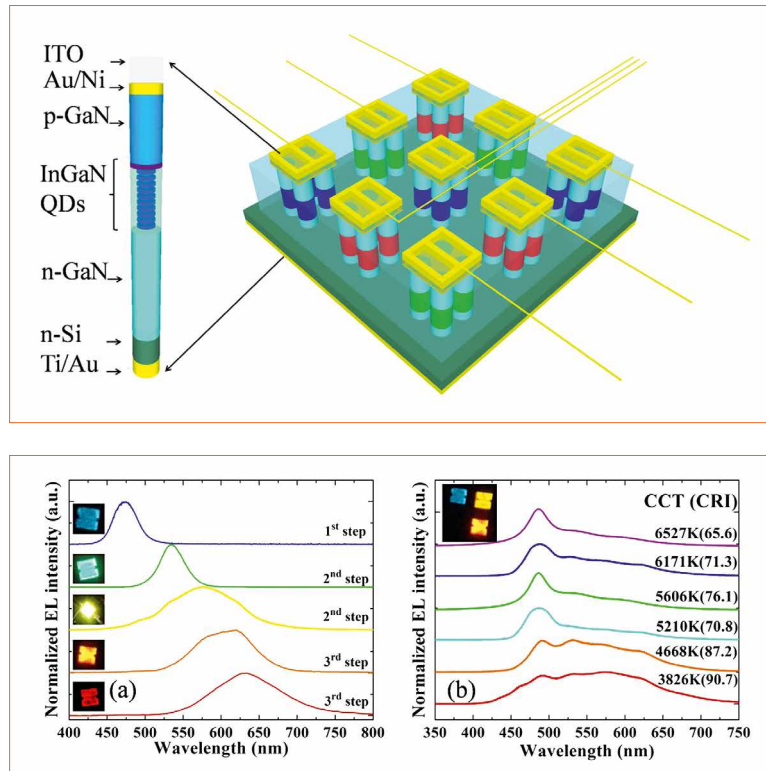 ITO
Au/Ni
p-GaN
InGaN
QDs
n-GaN
n-Si
Ti/Au
Normalized EL intensity (a.u.)
1st step
2nd step
2nd step
3rd step
3rd step
(a)
400 450 500 550 600 650 700 750 800
Wavelength (nm)
Normalized EL intensity (a.u.)
CCT (CRI)
6527K(65.6)
6171K(71.3)
5606K(76.1)
5210K(70.8)
4668K(87.2)
3826K(90.7)
(b)
350 400 450 500 550 600 650 700 750
Wavelength (nm)